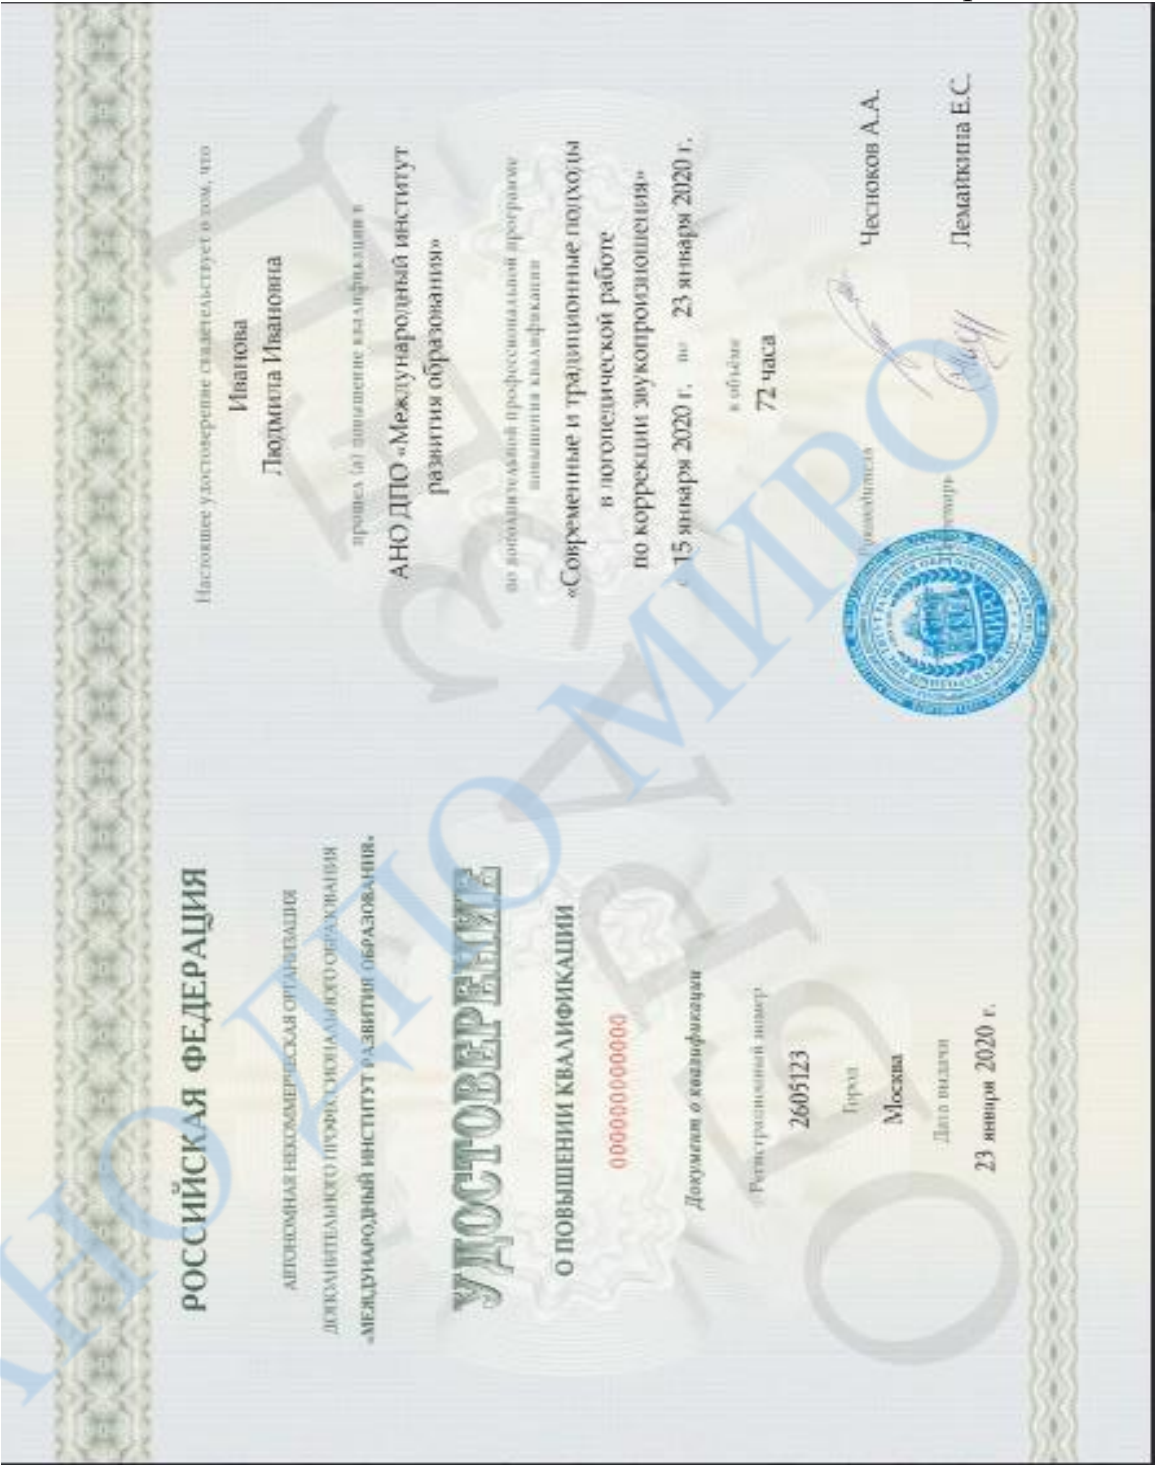 РОССИЙСКАЯ ФЕДЕРАЦИЯ
АВТОНОМНАЯ НЕКОММЕРЧЕСКАЯ ОРГАНИЗАЦИЯ
ДОПОЛНИТЕЛЬНОГО ПРОФЕССИОНАЛЬНОГО ОБРАЗОВАНИЯ
«МЕЖДУНАРОДНЫЙ ИНСТИТУТ РАЗВИТИЯ ОБРАЗОВАНИЯ»
УДОСТОВЕРЕНИЕ
О ПОВЫШЕНИИ КВАЛИФИКАЦИИ
000000000000
Документ о квалификации
Регистрационный номер
2605123
Город
Москва
Дата выдачи
23 января 2020 г.
Настоящее удостоверение свидетельствует о том, что
Иванова
Людмила Ивановна
прошел (а) повышение квалификации в
АНО ДПО «Международный институт
развития образования»
по дополнительной профессиональной программе
повышения квалификации
«Современные и традиционные подходы
в логопедической работе
по коррекции звукопроизношения»
с 15 января 2020 г. по 23 января 2020 г.
в объёме
72 часа
Руководитель
Чесноков А.А.
Секретарь
Лемайкина Е.С.
ОБРАЗЕЦ
АНО ДПО МИРО
МИРО